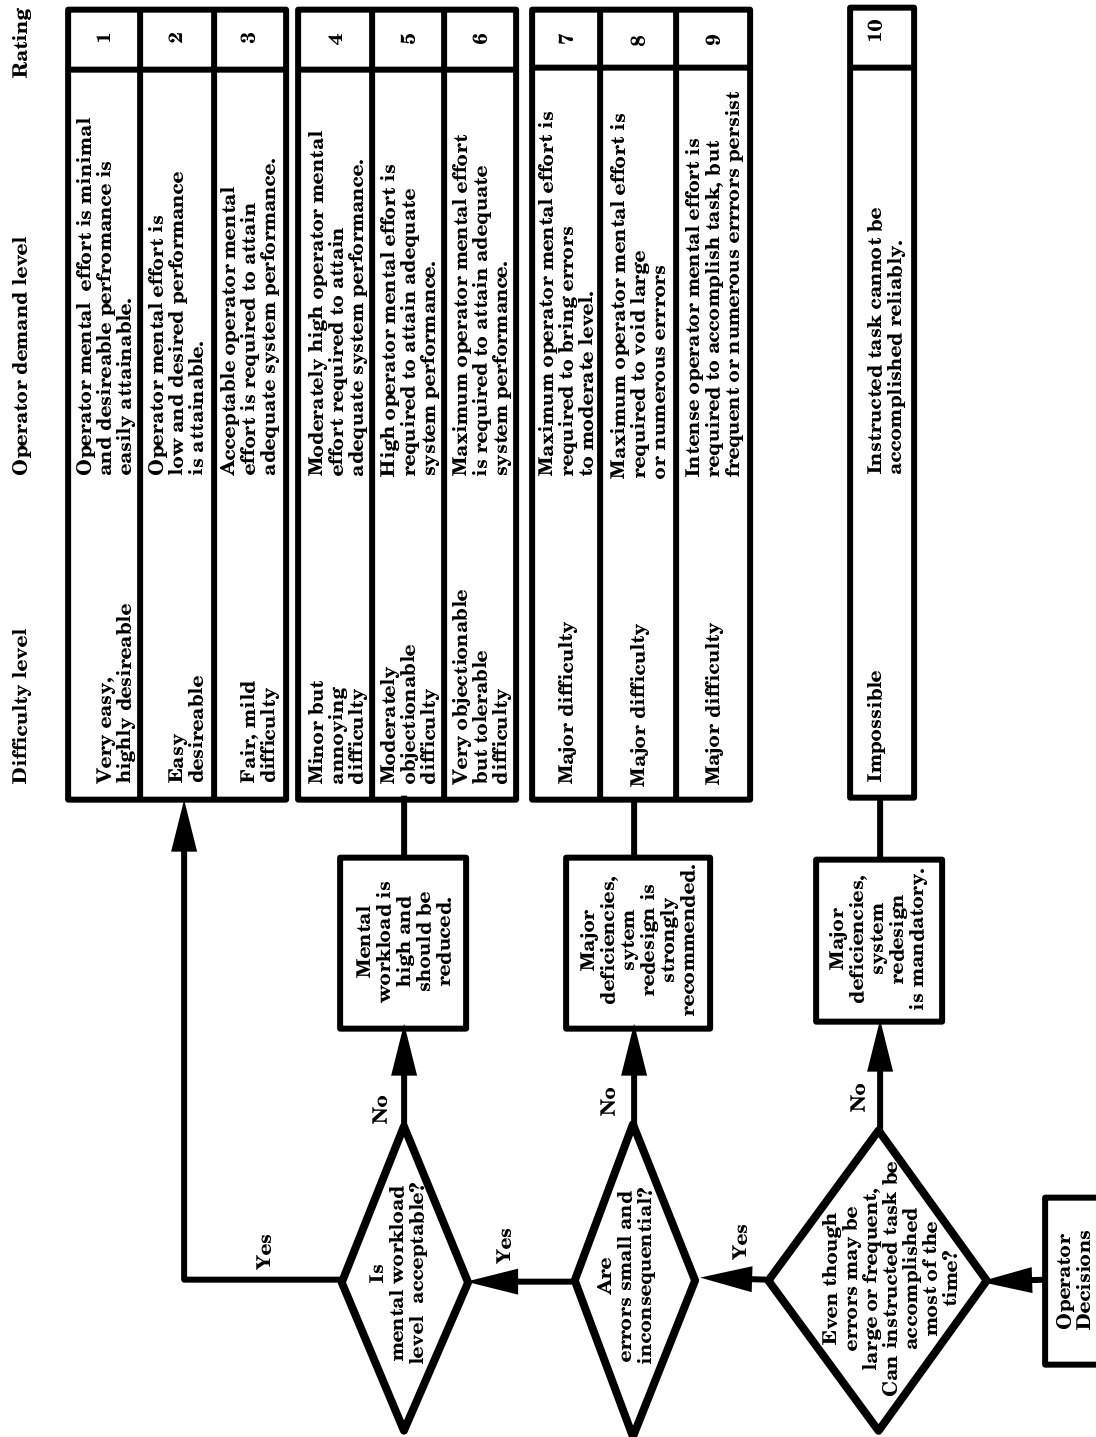 Difficulty level
Operator demand level
Rating
Very easy,
highly desireable
Operator mental effort is minimal
and desireable perfromance is
easily attainable.
1
Easy
desireable
Operator mental effort is
low and desired performance
is attainable.
2
Fair, mild
difficulty
Acceptable operator mental
effort is required to attain
adequate system performance.
3
Minor but
annoying
difficulty
Moderately high operator mental
effort required to attain
adequate system performance.
4
Moderately
objectionable
difficulty
High operator mental effort is
required to attain adequate
system performance.
5
Very objectionable
but tolerable
difficulty
Maximum operator mental effort
is required to attain adequate
system performance.
6
Major difficulty
Maximum operator mental effort is
required to bring errors
to moderate level.
7
Major difficulty
Maximum operator mental effort is
required to void large
or numerous errrors
8
Major difficulty
Intense operator mental effort is
required to accomplish task, but
frequent or numerous errrors persist
9
Impossible
Instructed task cannot be
accomplished reliably.
10
Yes
Is
mental workload
level acceptable?
No
Mental
workload is
high and
should be
reduced.
Yes
Are
errors small and
inconsequential?
No
Major
deficiencies,
sytem
redesign is
strongly
recommended.
Yes
Even though
errors may be
large or frequent,
Can instructed task be
accomplished
most of the
time?
No
Major
deficiencies,
system
redesign
is mandatory.
Operator
Decisions